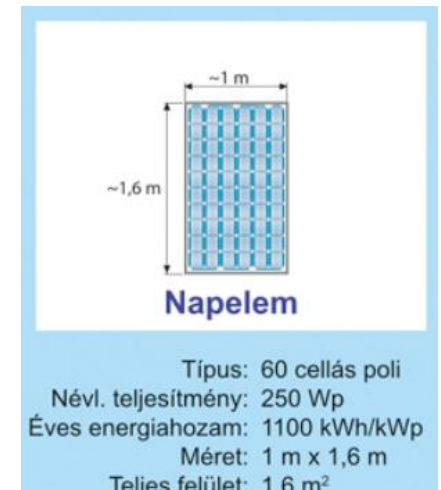 ~1 m
~1,6 m
Napelem
Típus: 60 cellás poli
Névl. teljesítmény: 250 Wp
Éves energiahozam: 1100 kWh/kWp
Méret: 1 m x 1,6 m
Teljes felület: 1,6 m²